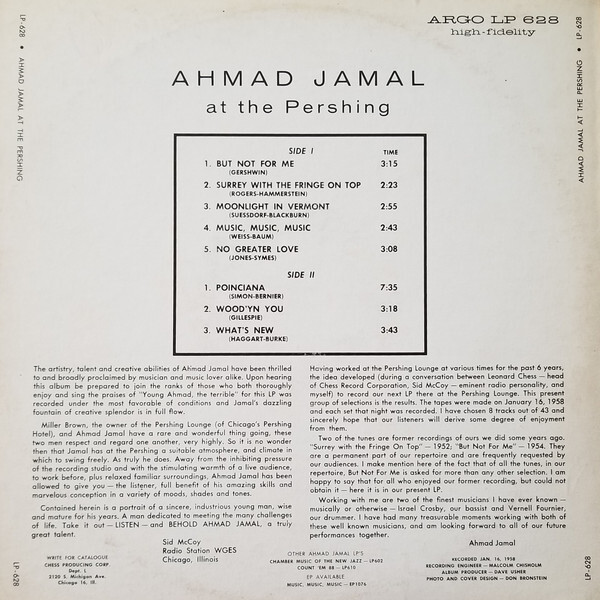 ARGO LP 628
high-fidelity
LP-628 • AHMAD JAMAL AT THE PERSHING
LP-628
LP-628 • AHMAD JAMAL AT THE PERSHING
LP-628
AHMAD JAMAL
at the Pershing
SIDE I TIME
1. BUT NOT FOR ME 3:15
(GERSHWIN)
2. SURREY WITH THE FRINGE ON TOP 2:23
(ROGERS-HAMMERSTEIN)
3. MOONLIGHT IN VERMONT 2:55
(SUESSDORF-BLACKBURN)
4. MUSIC, MUSIC, MUSIC 2:43
(WEISS-BAUM)
5. NO GREATER LOVE 3:08
(JONES-SYMES)
SIDE II
1. POINCIANA 7:35
(SIMON-BERNIER)
2. WOOD'YN YOU 3:18
(GILLESPIE)
3. WHAT'S NEW 3:43
(HAGGART-BURKE)
The artistry, talent and creative abilities of Ahmad Jamal have been thrilled
to and broadly proclaimed by musician and music lover alike. Upon hearing
this album be prepared to join the ranks of those who both thoroughly
enjoy and sing the praises of "Young Ahmad, the terrible" for this LP was
recorded under the most favorable of conditions and Jamal's dazzling
fountain of creative splendor is in full flow.
Miller Brown, the owner of the Pershing Lounge (of Chicago's Pershing
Hotel), and Ahmad Jamal have a rare and wonderful thing going, these
two men respect and regard one another, very highly. So it is no wonder
then that Jamal has at the Pershing a suitable atmosphere, and climate in
which to swing freely. As truly he does. Away from the inhibiting pressure
of the recording studio and with the stimulating warmth of a live audience,
to work before, plus relaxed familiar surroundings, Ahmad Jamal has been
allowed to give you — the listener, full benefit of his amazing skills and
marvelous conception in a variety of moods, shades and tones.
Contained herein is a portrait of a sincere, industrious young man, wise
and mature for his years. A man dedicated to meeting the many challenges
of life. Take it out — LISTEN — and BEHOLD AHMAD JAMAL, a truly
great talent.
Sid McCoy
Radio Station WGES
Chicago, Illinois
Having worked at the Pershing Lounge at various times for the past 6 years,
the idea developed (during a conversation between Leonard Chess — head
of Chess Record Corporation, Sid McCoy — eminent radio personality, and
myself) to record our next LP there at the Pershing Lounge. This present
group of selections is the results. The tapes were made on January 16, 1958
and each set that night was recorded. I have chosen 8 tracks out of 43 and
sincerely hope that our listeners will derive some degree of enjoyment
from them.
Two of the tunes are former recordings of ours we did some years ago.
"Surrey with the Fringe On Top" — 1952; "But Not For Me" — 1954. They
are a permanent part of our repertoire and are frequently requested by
our audiences. I make mention here of the fact that of all the tunes, in our
repertoire, But Not For Me is asked for more than any other selection. I am
happy to say that for all who enjoyed our former recording, but could not
obtain it — here it is in our present LP.
Working with me are two of the finest musicians I have ever known —
musically or otherwise — Israel Crosby, our bassist and Vernell Fournier,
our drummer. I have had many treasurable moments working with both of
these well known musicians, and am looking forward to all of our future
performances together.
Ahmad Jamal
WRITE FOR CATALOGUE
CHESS PRODUCING CORP.
Dept. L
2120 S. Michigan Ave.
Chicago 16, Ill.
OTHER AHMAD JAMAL LP'S
CHAMBER MUSIC OF THE NEW JAZZ — LP602
COUNT 'EM 88 — LP610
EP AVAILABLE
MUSIC, MUSIC, MUSIC — EP1076
RECORDED JAN. 16, 1958
RECORDING ENGINEER — MALCOLM CHISHOLM
ALBUM PRODUCER — DAVE USHER
PHOTO AND COVER DESIGN — DON BRONSTEIN